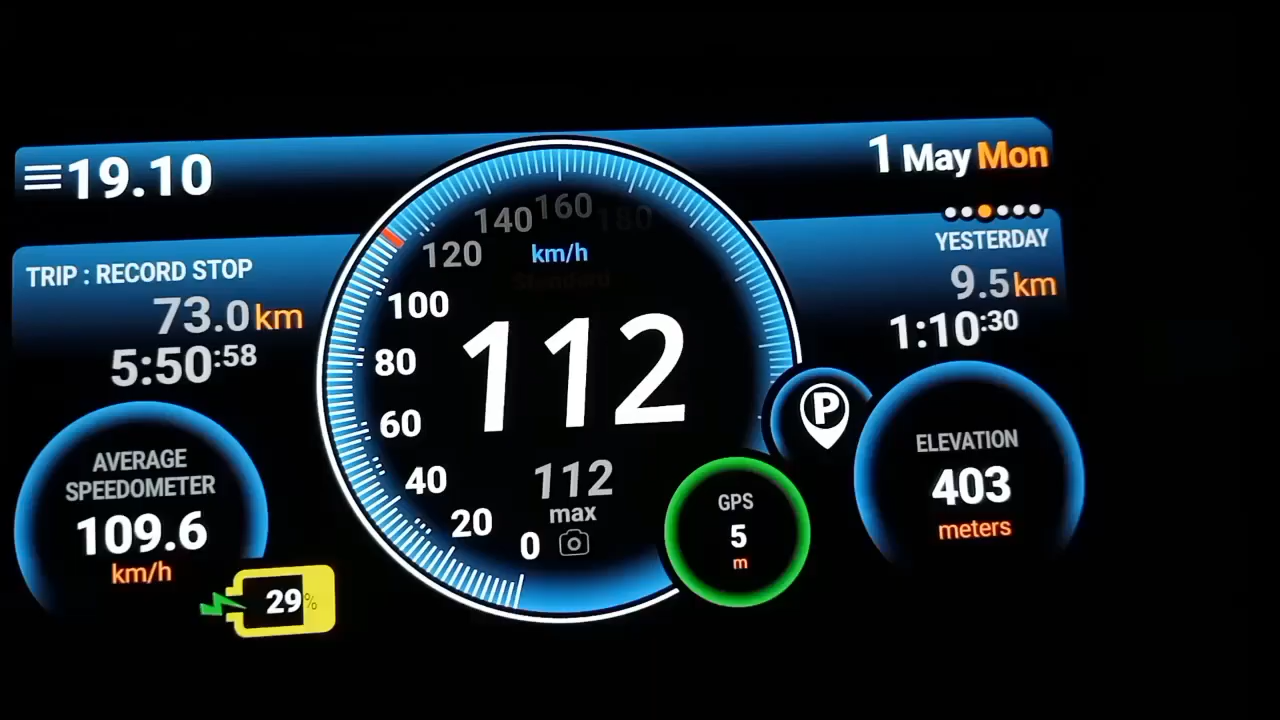 19.10
1 May Mon
TRIP : RECORD STOP
73.0 km
5:50:58
AVERAGE
SPEEDOMETER
109.6
km/h
29%
140 160 180
120
km/h
Standard
100
112
80
60
40
20
0
112
max
GPS
5
m
P
YESTERDAY
9.5 km
1:10:30
ELEVATION
403
meters